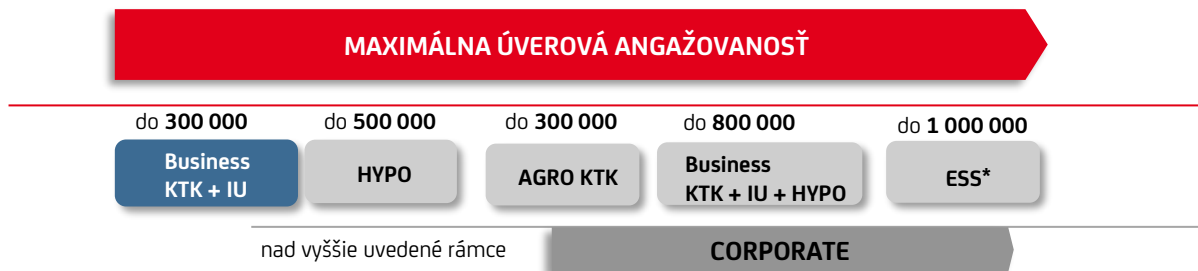 MAXIMÁLNA ÚVEROVÁ ANGAŽOVANOSŤ
do 300 000
do 500 000
do 300 000
do 800 000
do 1 000 000
Business
KTK + IU
HYPO
AGRO KTK
Business
KTK + IU + HYPO
ESS*
nad vyššie uvedené rámce
CORPORATE